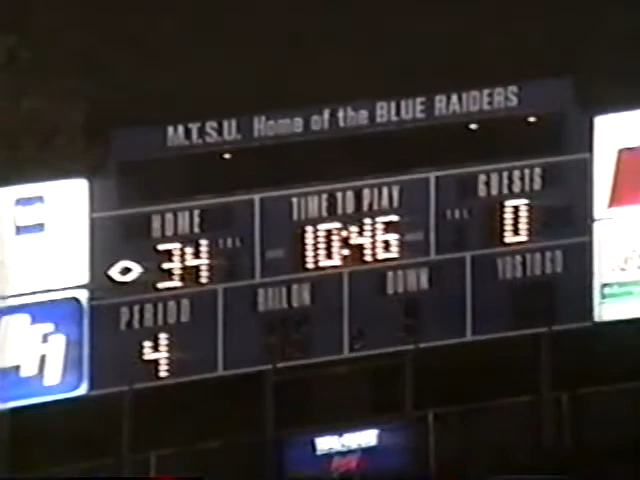 M.T.S.U. Home of the BLUE RAIDERS
HOME TIME TO PLAY GUESTS
34 10:46 0
PERIOD BALL ON DOWN YDS TO GO
4